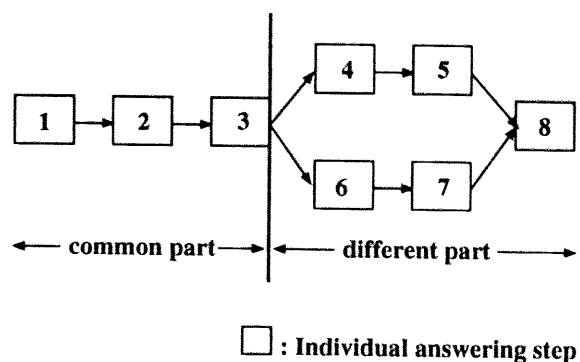 4 5
1 2 3 8
6 7
common part different part
: Individual answering step